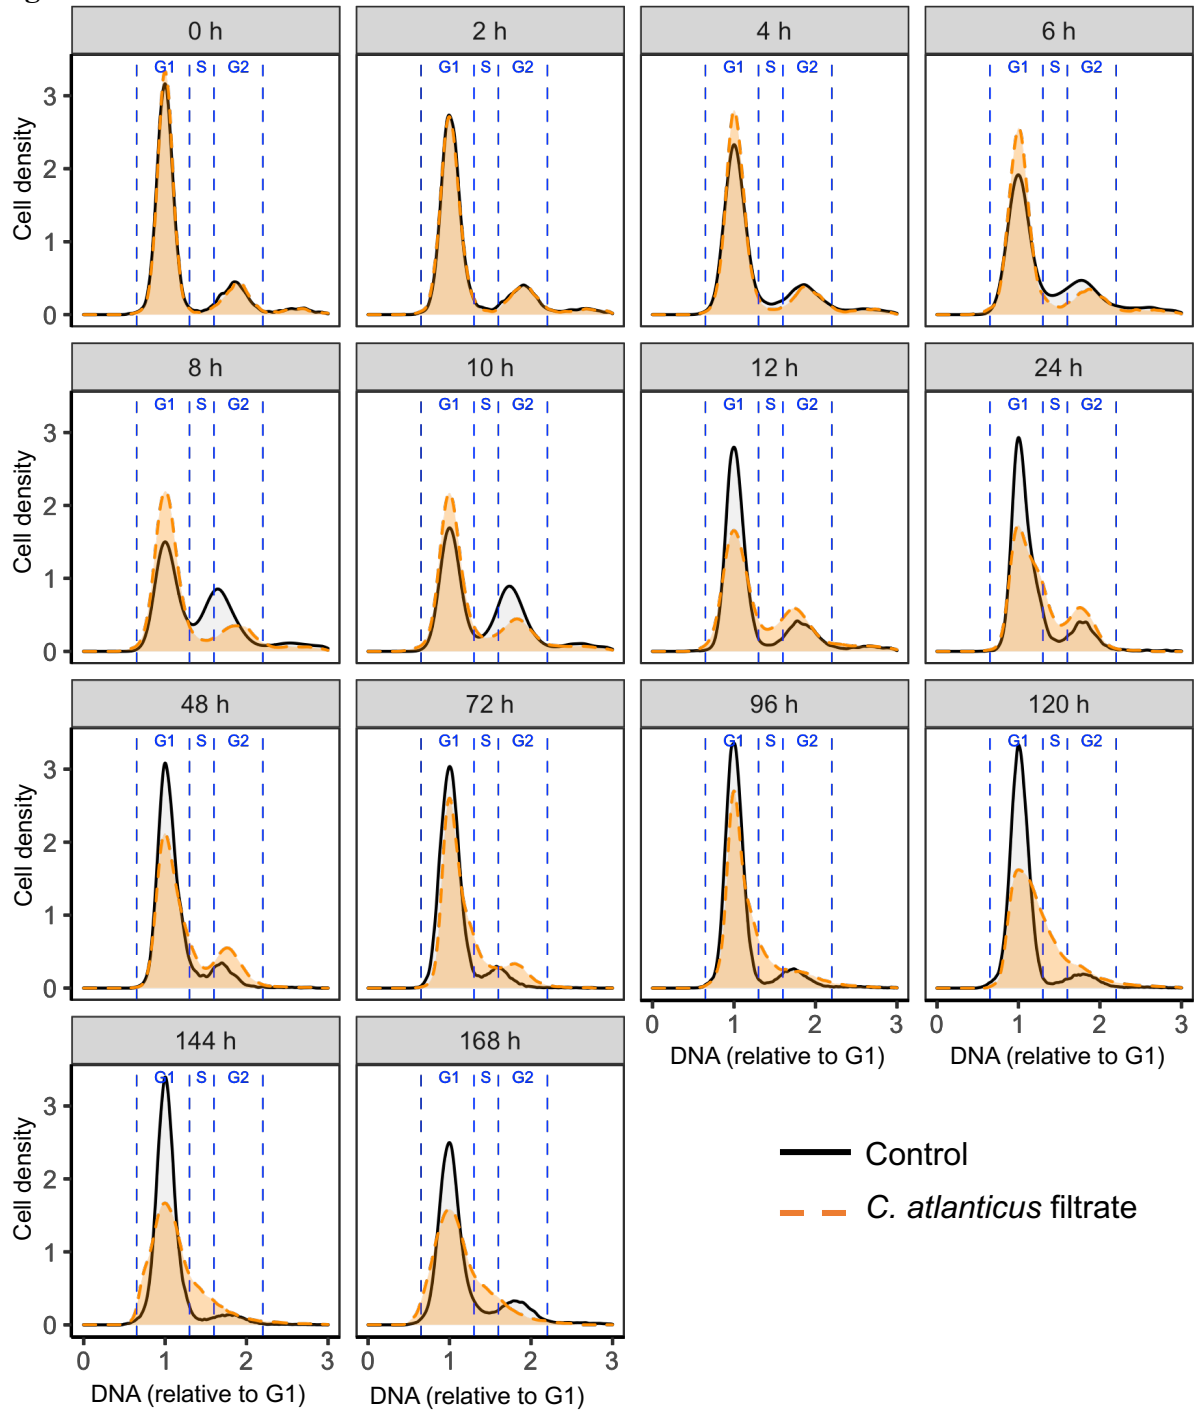 g
0 h
2 h
4 h
6 h
G1 S G2
G1 S G2
G1 S G2
G1 S G2
Cell density
3
2
1
0
8 h
10 h
12 h
24 h
G1 S G2
G1 S G2
G1 S G2
G1 S G2
Cell density
3
2
1
0
48 h
72 h
96 h
120 h
G1 S G2
G1 S G2
G1 S G2
G1 S G2
Cell density
3
2
1
0
0 1 2 3
0 1 2 3
DNA (relative to G1)
DNA (relative to G1)
144 h
168 h
G1 S G2
G1 S G2
Cell density
3
2
1
0
0 1 2 3
0 1 2 3
DNA (relative to G1)
DNA (relative to G1)
Control
C. atlanticus filtrate